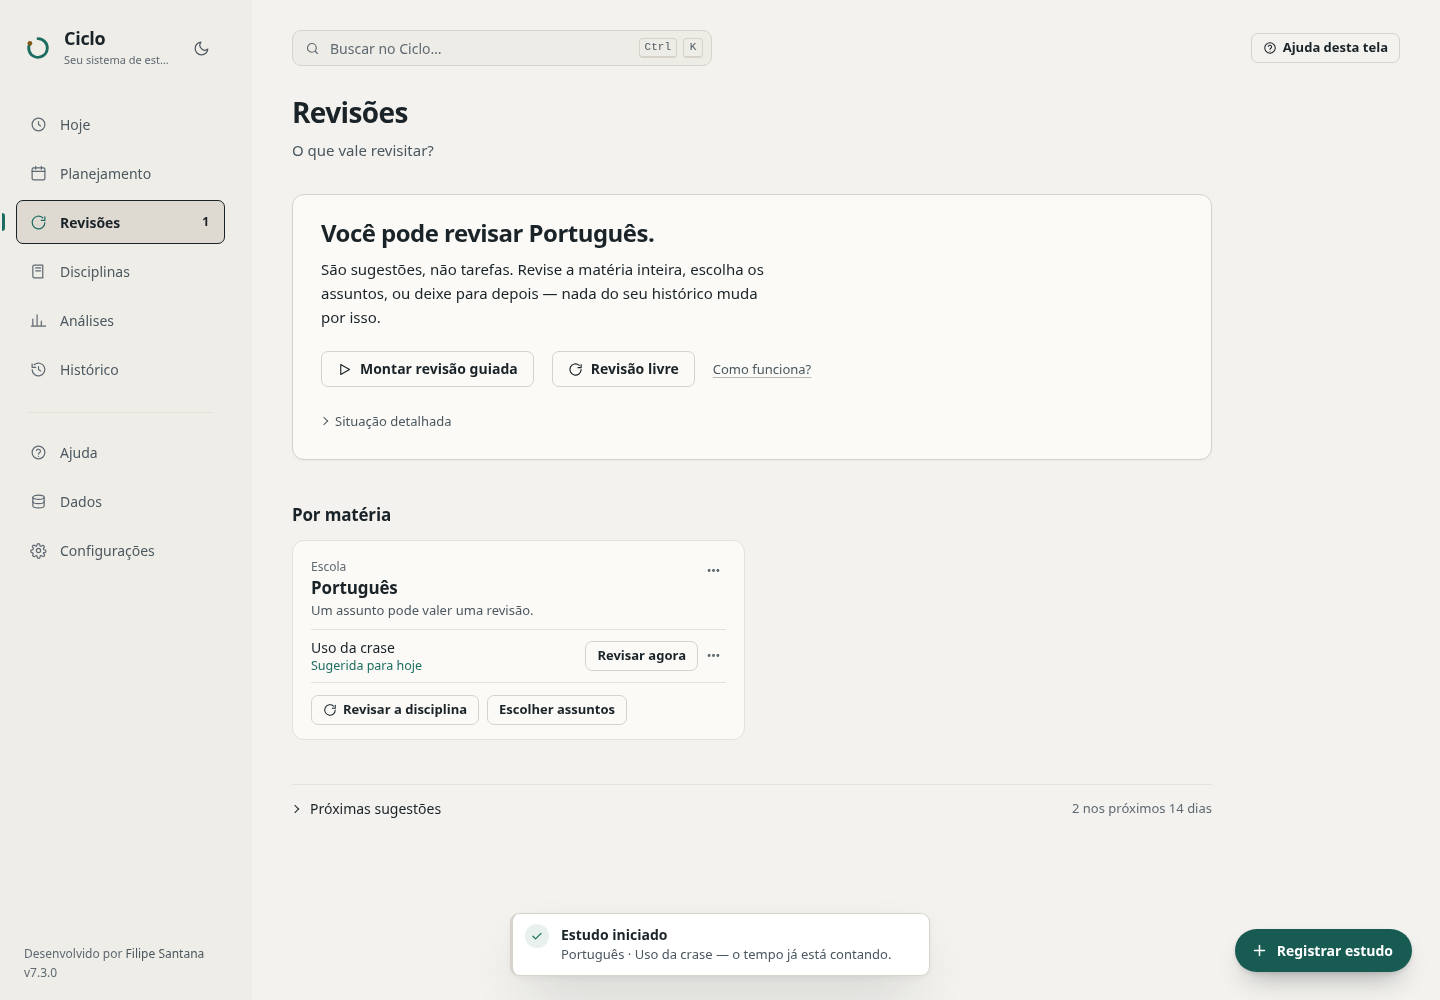 Ciclo
Seu sistema de est...
Hoje
Planejamento
Revisões 1
Disciplinas
Análises
Histórico
Ajuda
Dados
Configurações
Desenvolvido por Filipe Santana
v7.3.0
Buscar no Ciclo... Ctrl K
Ajuda desta tela
Revisões
O que vale revisitar?
Você pode revisar Português.
São sugestões, não tarefas. Revise a matéria inteira, escolha os
assuntos, ou deixe para depois — nada do seu histórico muda
por isso.
Montar revisão guiada Revisão livre Como funciona?
Situação detalhada
Por matéria
Escola
Português
Um assunto pode valer uma revisão.
Uso da crase
Sugerida para hoje
Revisar agora
Revisar a disciplina Escolher assuntos
Próximas sugestões 2 nos próximos 14 dias
Estudo iniciado
Português · Uso da crase — o tempo já está contando.
Registrar estudo